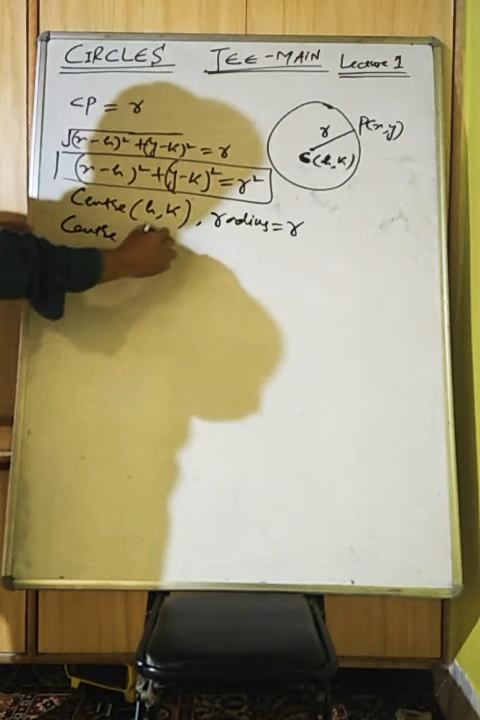 CIRCLES JEE-MAIN Lecture 1
CP = r
√(x-h)² + (y-k)² = r
(x-h)² + (y-k)² = r²
Centre (h, k), radius = r
Centre
r
P(x,y)
C(h,k)